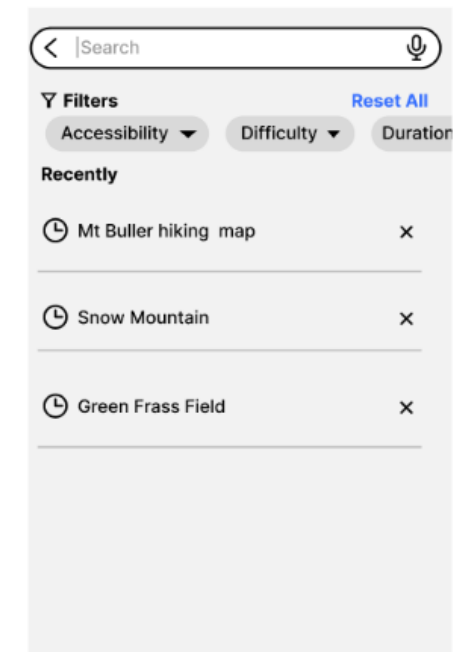 Search
Filters Reset All
Accessibility Difficulty Duration
Recently
Mt Buller hiking map
Snow Mountain
Green Frass Field